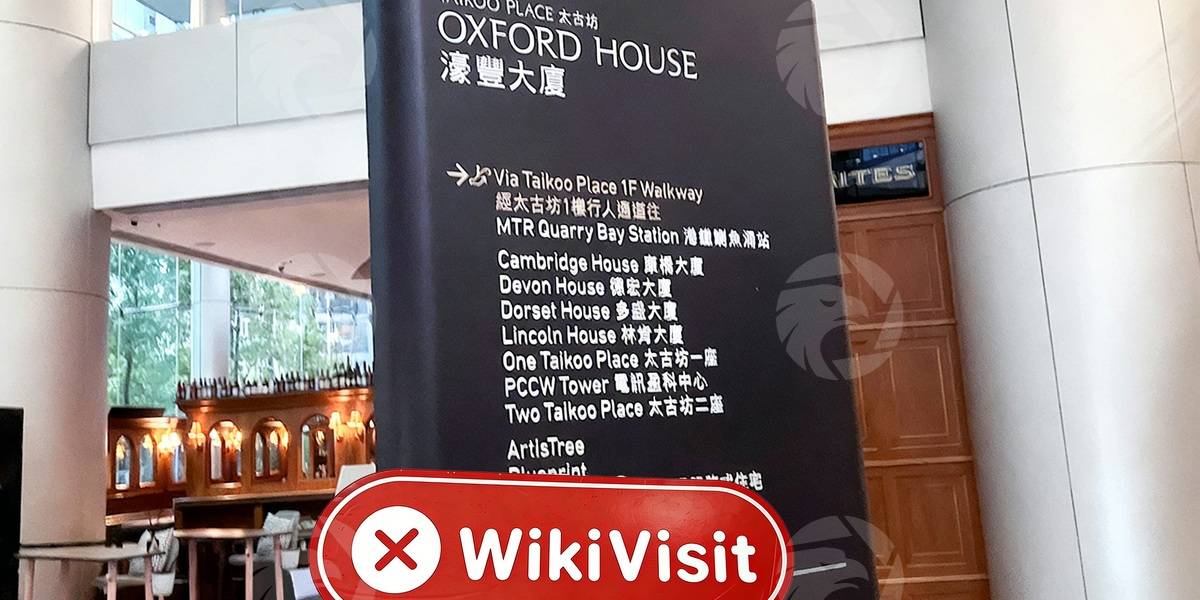 TAIKOO PLACE 太古坊
OXFORD HOUSE
濠豐大廈
Via Taikoo Place 1F Walkway
經太古坊1樓行人通道往
MTR Quarry Bay Station 港鐵鰂魚涌站
Cambridge House 康橋大廈
Devon House 德宏大廈
Dorset House 多盛大廈
Lincoln House 林肯大廈
One Taikoo Place 太古坊一座
PCCW Tower 電訊盈科中心
Two Taikoo Place 太古坊二座
ArtisTree
Blueprint
WikiVisit